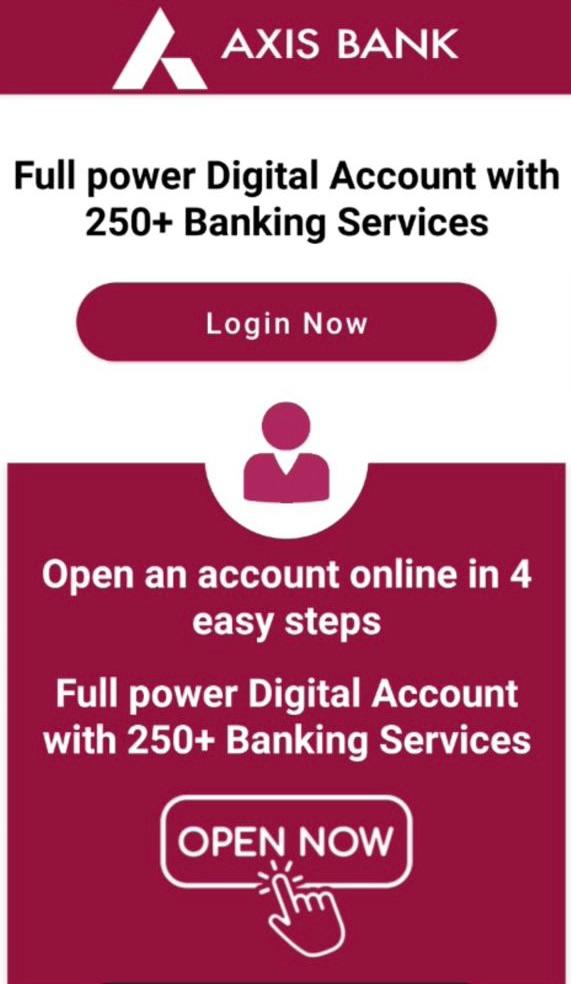 AXIS BANK
Full power Digital Account with
250+ Banking Services
Login Now
Open an account online in 4
easy steps
Full power Digital Account
with 250+ Banking Services
OPEN NOW